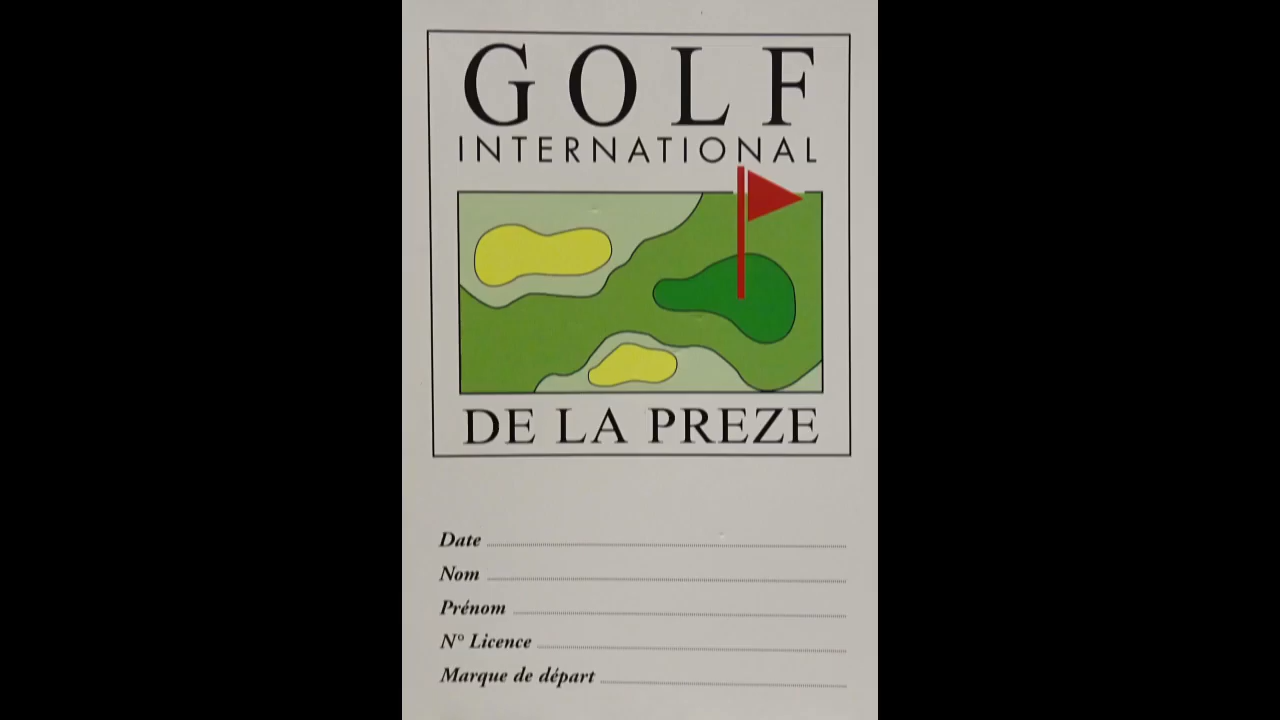 GOLF
INTERNATIONAL
DE LA PREZE
Date
Nom
Prénom
N° Licence
Marque de départ